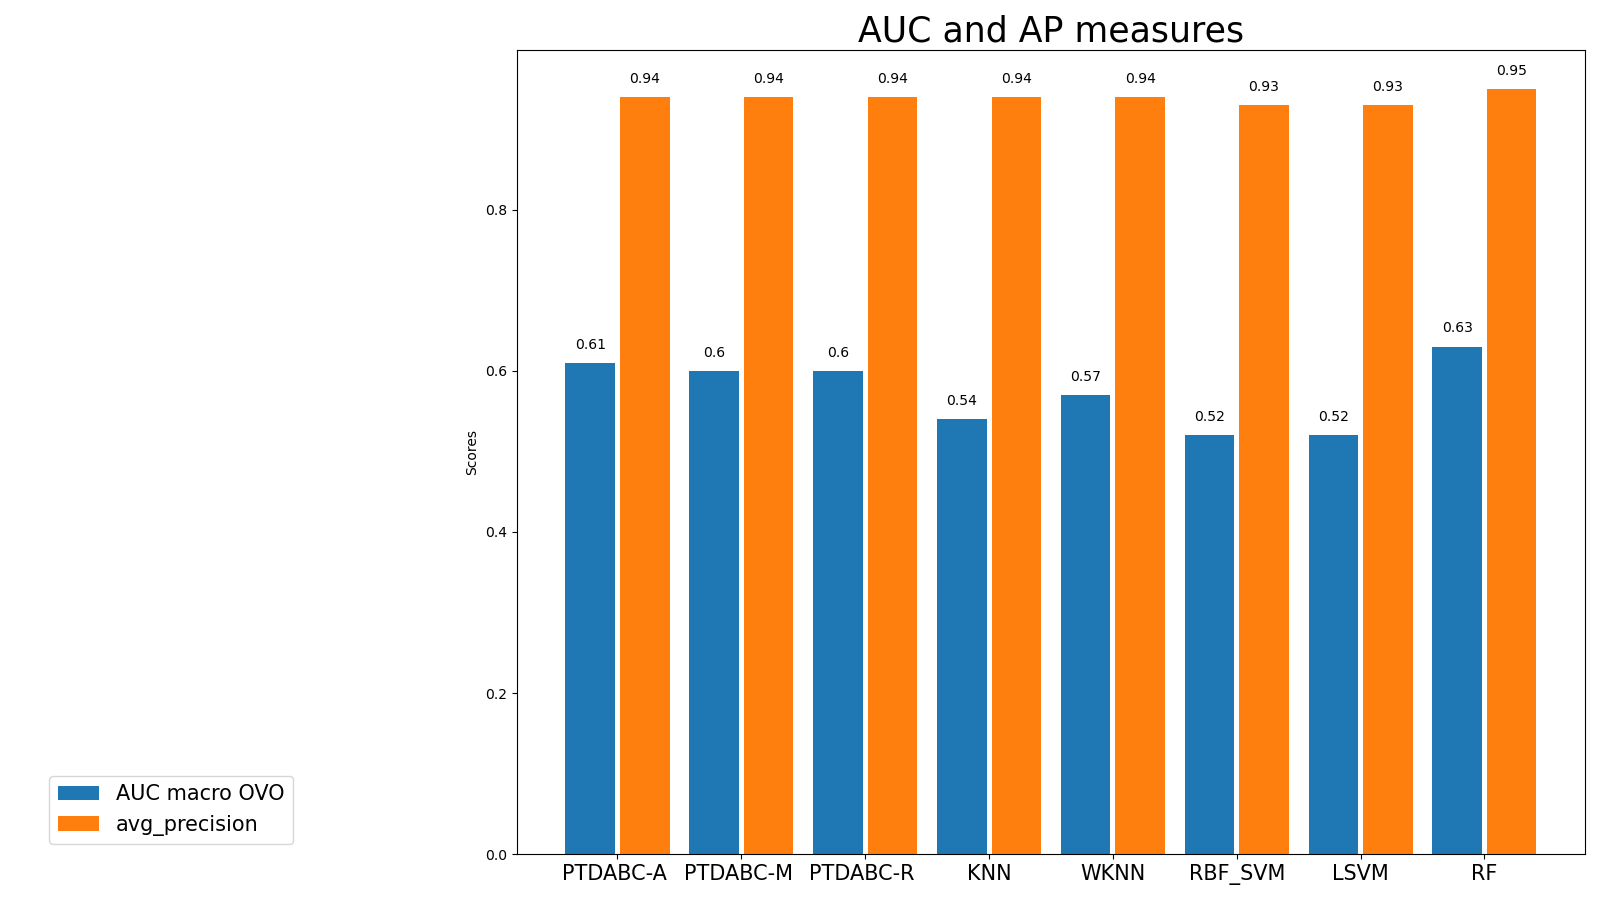 AUC and AP measures
0.94
0.94
0.94
0.94
0.94
0.93
0.93
0.95
0.61
0.6
0.6
0.54
0.57
0.52
0.52
0.63
Scores
0.8
0.6
0.4
0.2
0.0
PTDABC-A
PTDABC-M
PTDABC-R
KNN
WKNN
RBF_SVM
LSVM
RF
AUC macro OVO
avg_precision